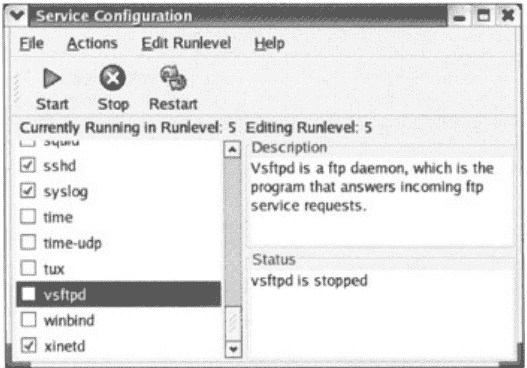 Service Configuration
File Actions Edit Runlevel Help
Start Stop Restart
Currently Running in Runlevel: 5 Editing Runlevel: 5
squid
sshd
syslog
time
time-udp
tux
vsftpd
winbind
xinetd
Description
Vsftpd is a ftp daemon, which is the
program that answers incoming ftp
service requests.
Status
vsftpd is stopped